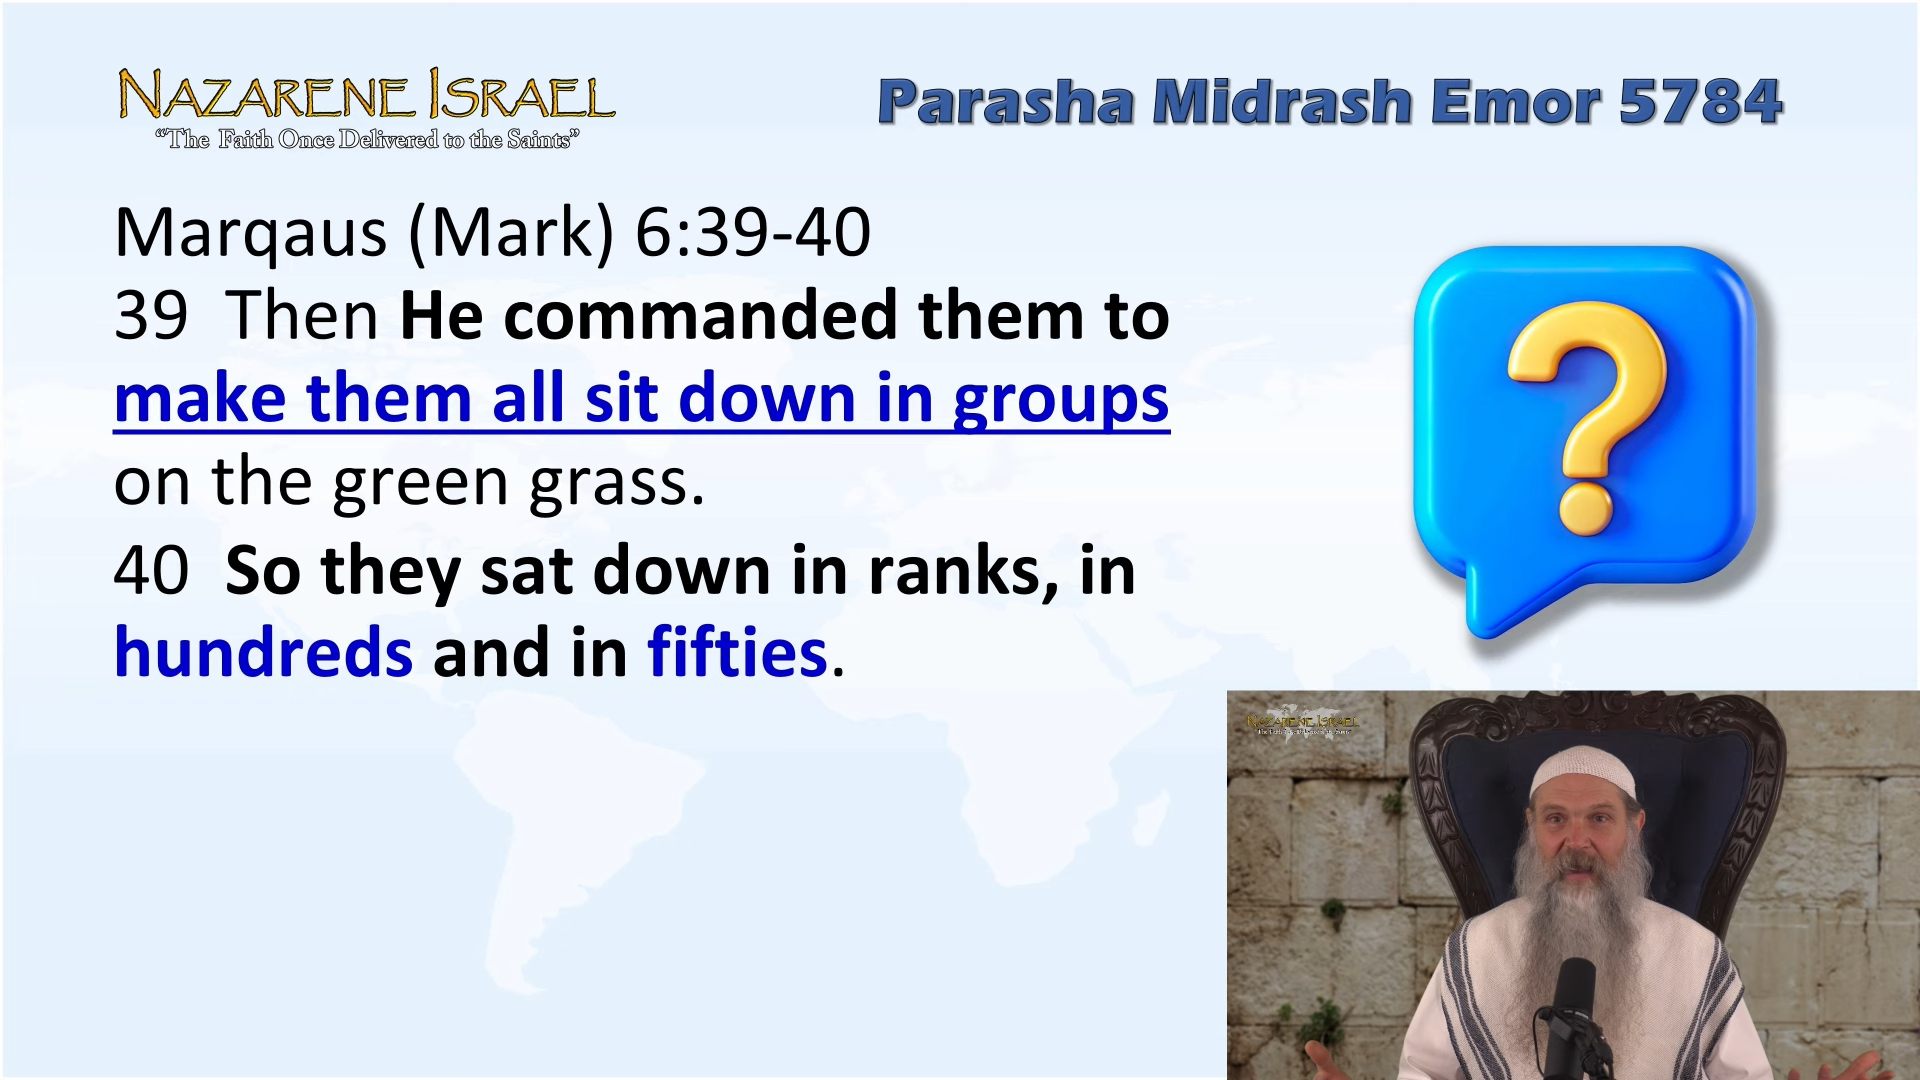 NAZARENE ISRAEL
“The Faith Once Delivered to the Saints”
Parasha Midrash Emor 5784
Marqaus (Mark) 6:39-40
39 Then He commanded them to
make them all sit down in groups
on the green grass.
40 So they sat down in ranks, in
hundreds and in fifties.
?
NAZARENE ISRAEL